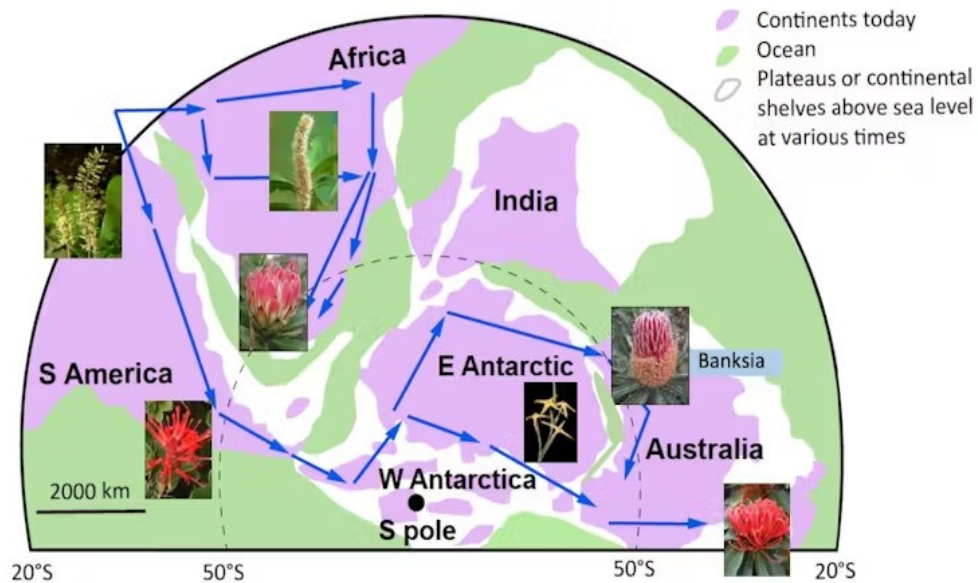 Continents today
Ocean
Plateaus or continental
shelves above sea level
at various times
Africa
India
S America
E Antarctic
Banksia
Australia
W Antarctica
S pole
2000 km
20°S
50°S
50°S
20°S